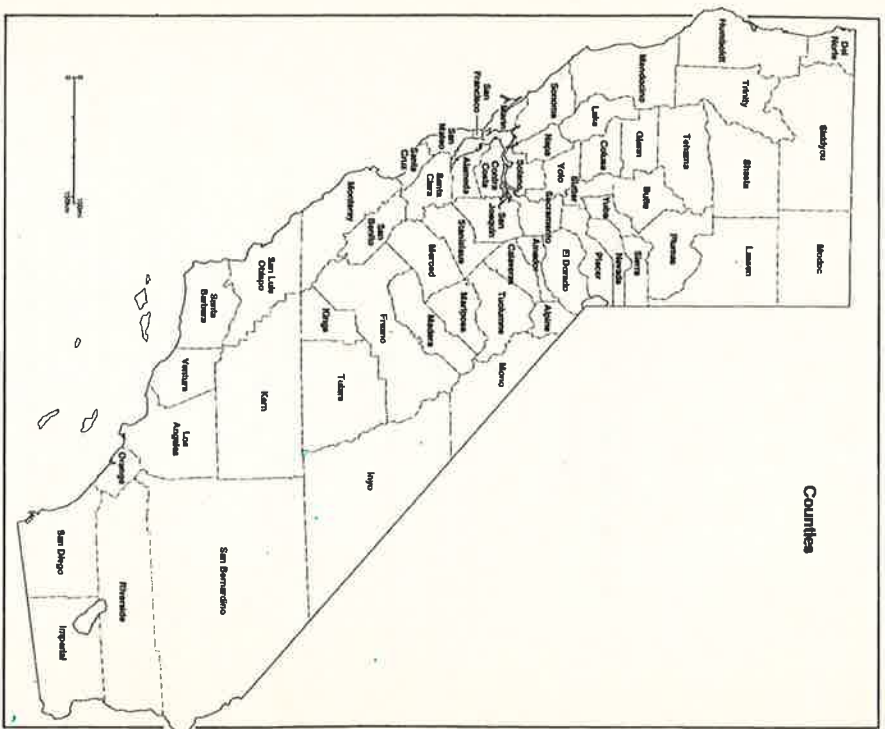 Counties
Del
Norte
Siskiyou
Modoc
Humboldt
Trinity
Shasta
Lassen
Tehama
Plumas
Mendocino
Glenn
Butte
Sierra
Lake
Colusa
Yuba
Nevada
Sutter
Placer
Sonoma
Napa
Yolo
El Dorado
Sacramento
Alpine
Amador
Marin
Solano
Calaveras
San
Francisco
Contra
Costa
San
Joaquin
Tuolumne
Mono
Alameda
Stanislaus
Mariposa
San
Mateo
Santa
Clara
Merced
Madera
Santa
Cruz
San
Benito
Fresno
Monterey
Kings
Tulare
Inyo
San Luis
Obispo
Kern
Santa
Barbara
Ventura
Los
Angeles
San Bernardino
Orange
Riverside
San Diego
Imperial
0
100mi
0